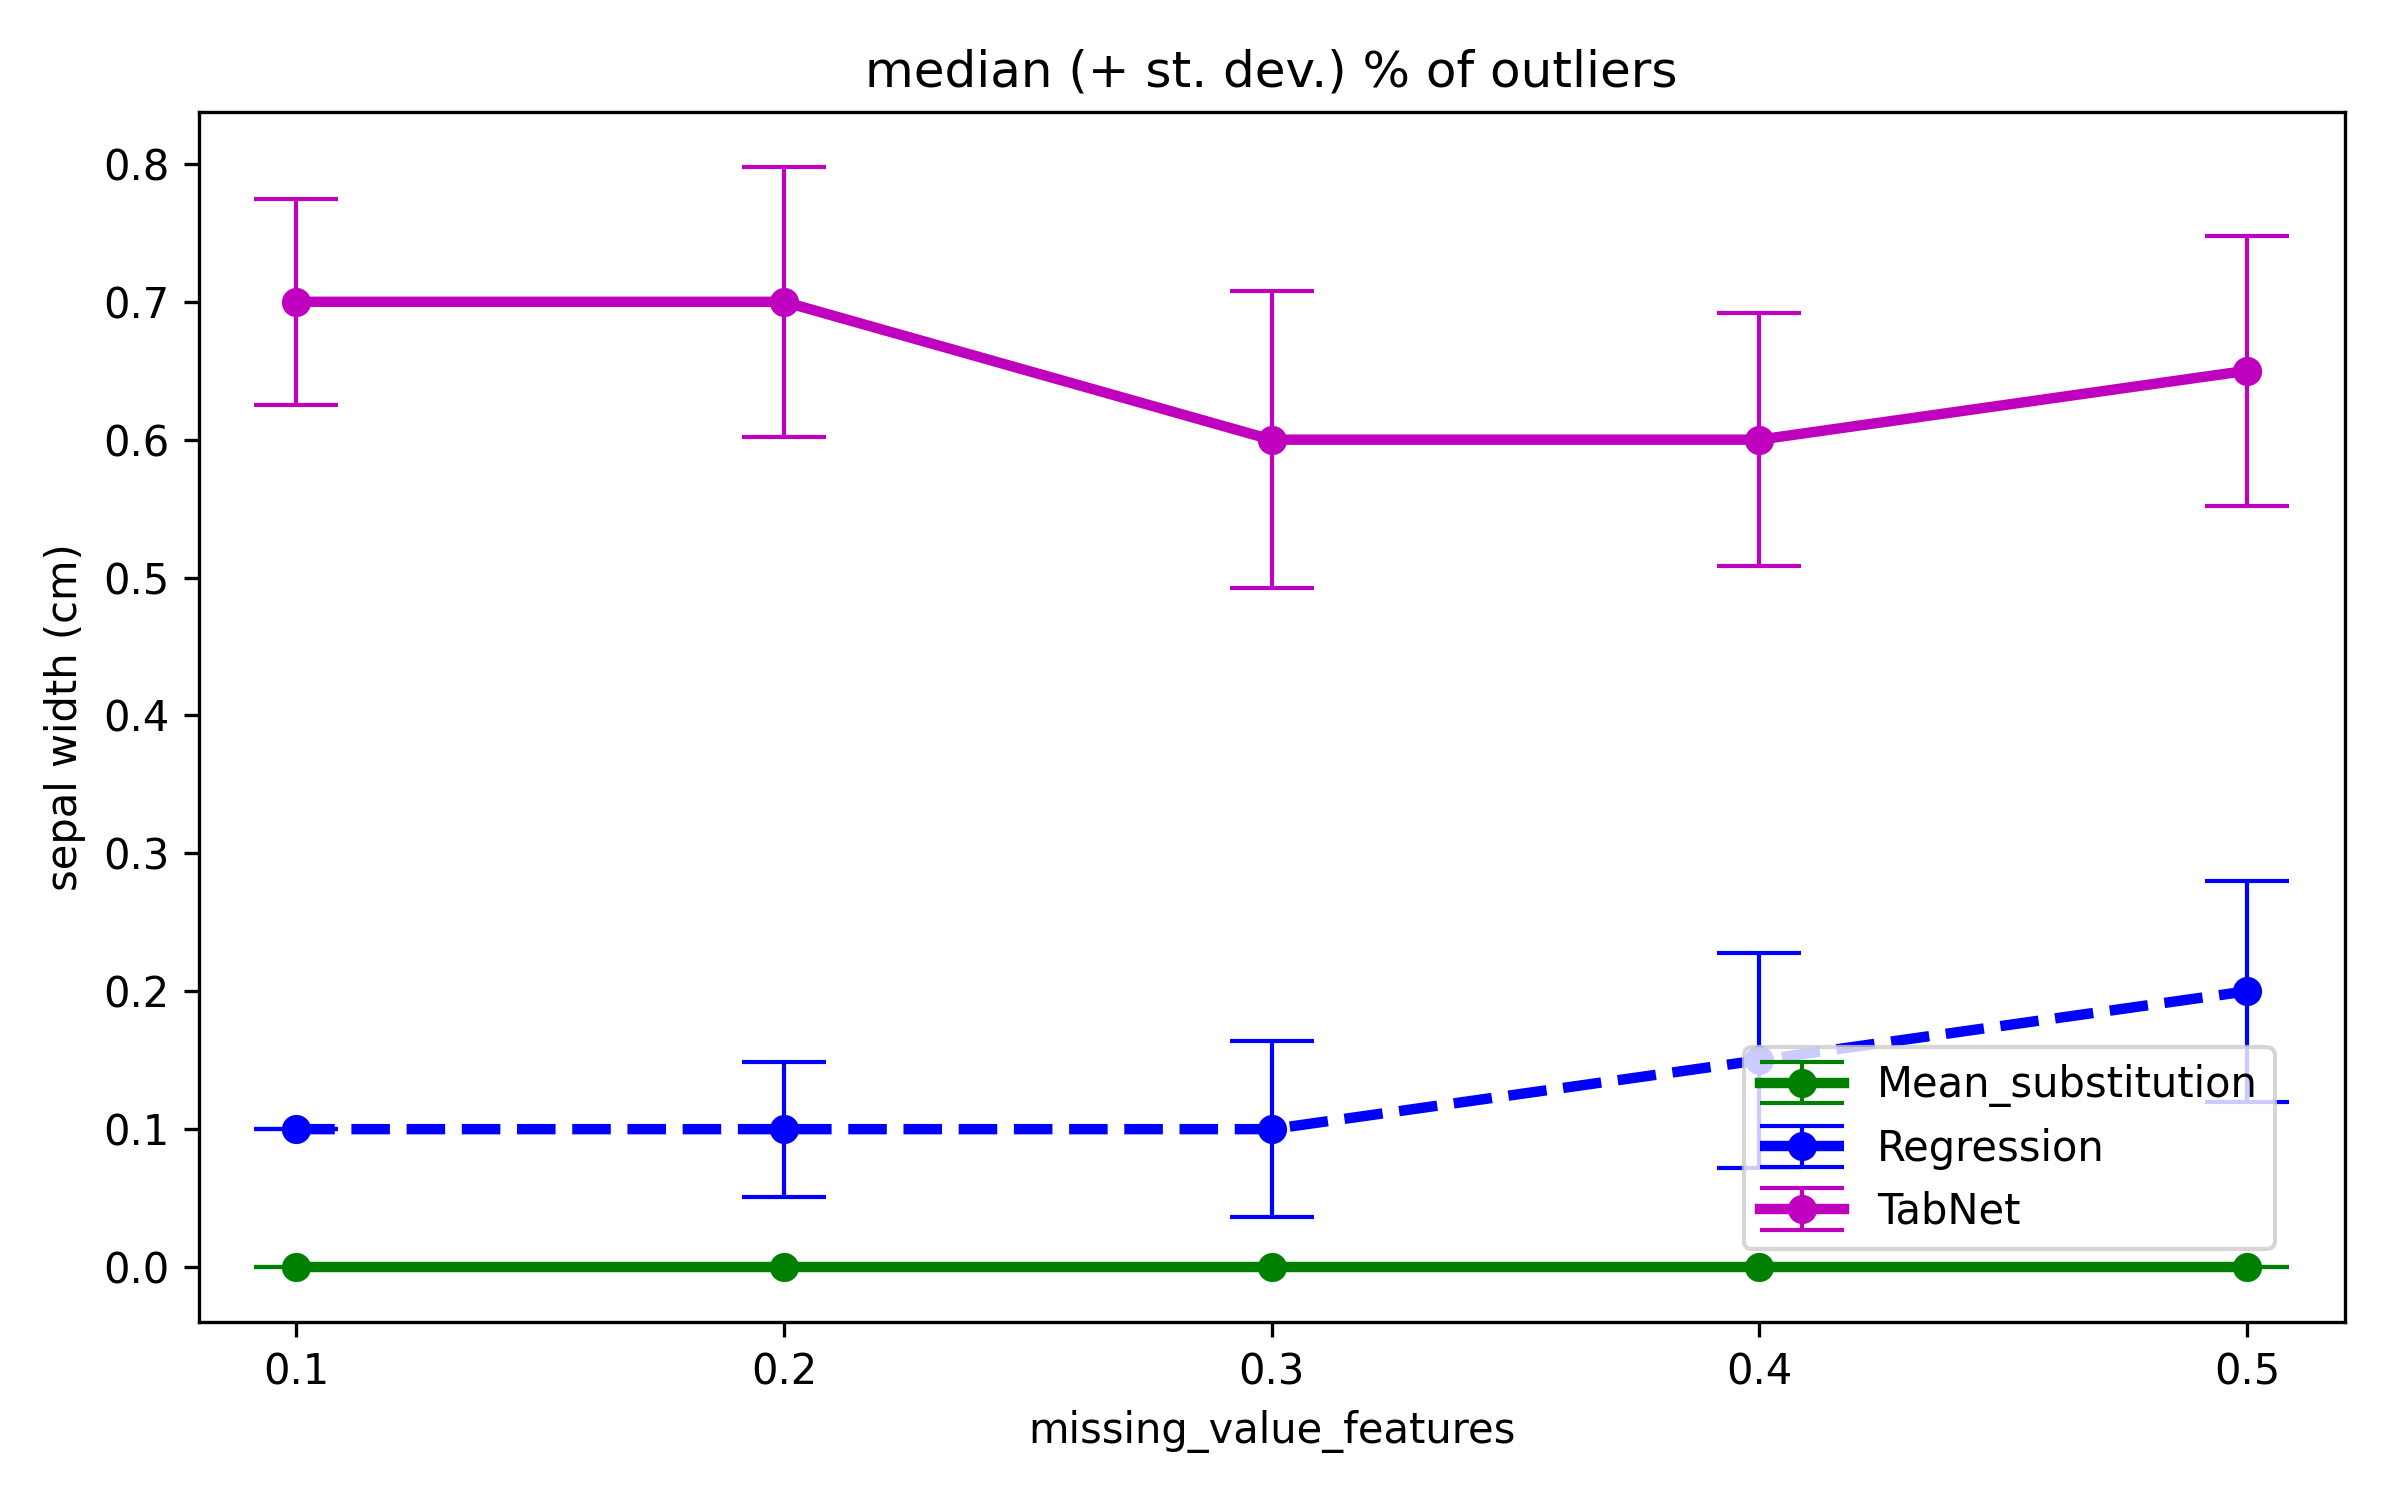 median (+ st. dev.) % of outliers
sepal width (cm)
0.8
0.7
0.6
0.5
0.4
0.3
0.2
0.1
0.0
Mean_substitution
Regression
TabNet
0.1 0.2 0.3 0.4 0.5
missing_value_features